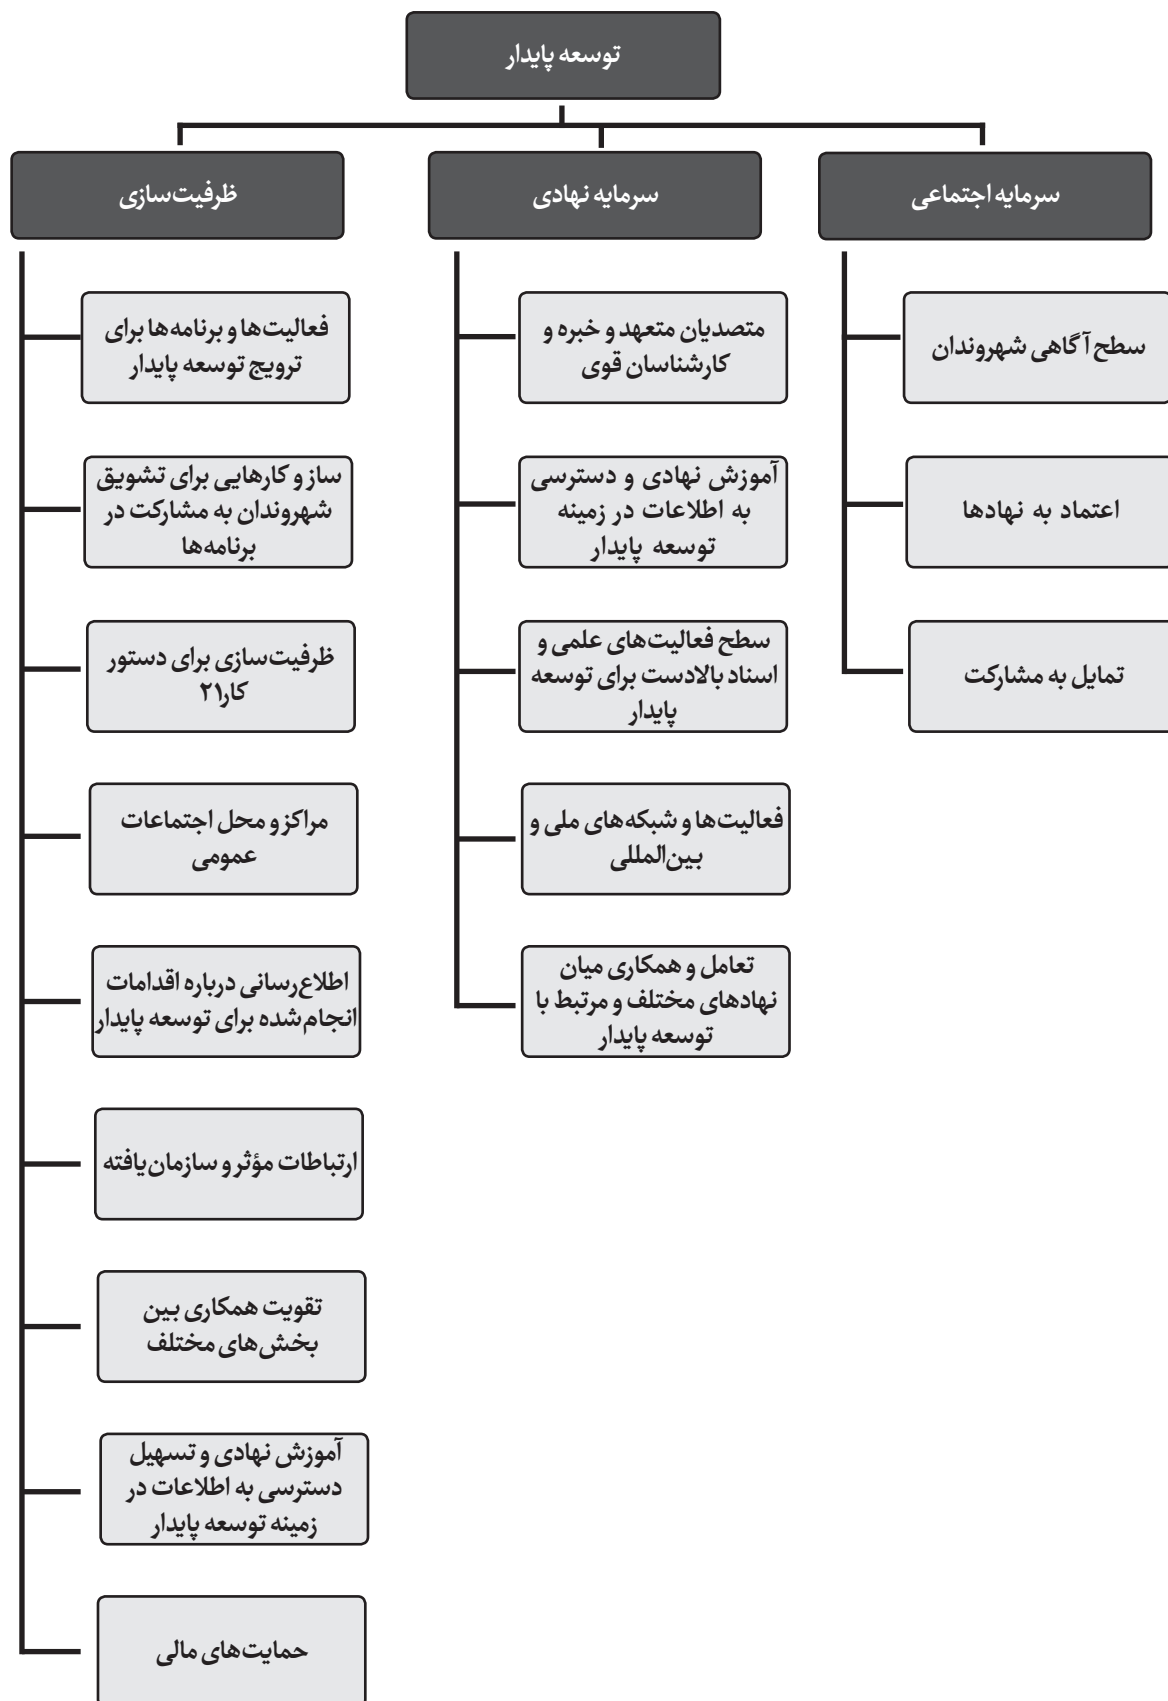 توسعه پایدار
سرمایه اجتماعی
سطح آگاهی شهروندان
اعتماد به نهادها
تمایل به مشارکت
سرمایه نهادی
متصدیان متعهد و خبره و
کارشناسان قوی
آموزش نهادی و دسترسی
به اطلاعات در زمینه
توسعه پایدار
سطح فعالیت‌های علمی و
اسناد بالادست برای توسعه
پایدار
فعالیت‌ها و شبکه‌های ملی و
بین‌المللی
تعامل و همکاری میان
نهادهای مختلف و مرتبط با
توسعه پایدار
ظرفیت‌سازی
فعالیت‌ها و برنامه‌ها برای
ترویج توسعه پایدار
ساز و کارهایی برای تشویق
شهروندان به مشارکت در
برنامه‌ها
ظرفیت‌سازی برای دستور
کار۲۱
مراکز و محل اجتماعات
عمومی
اطلاع‌رسانی درباره اقدامات
انجام‌شده برای توسعه پایدار
ارتباطات مؤثر و سازمان‌یافته
تقویت همکاری بین
بخش‌های مختلف
آموزش نهادی و تسهیل
دسترسی به اطلاعات در
زمینه توسعه پایدار
حمایت‌های مالی